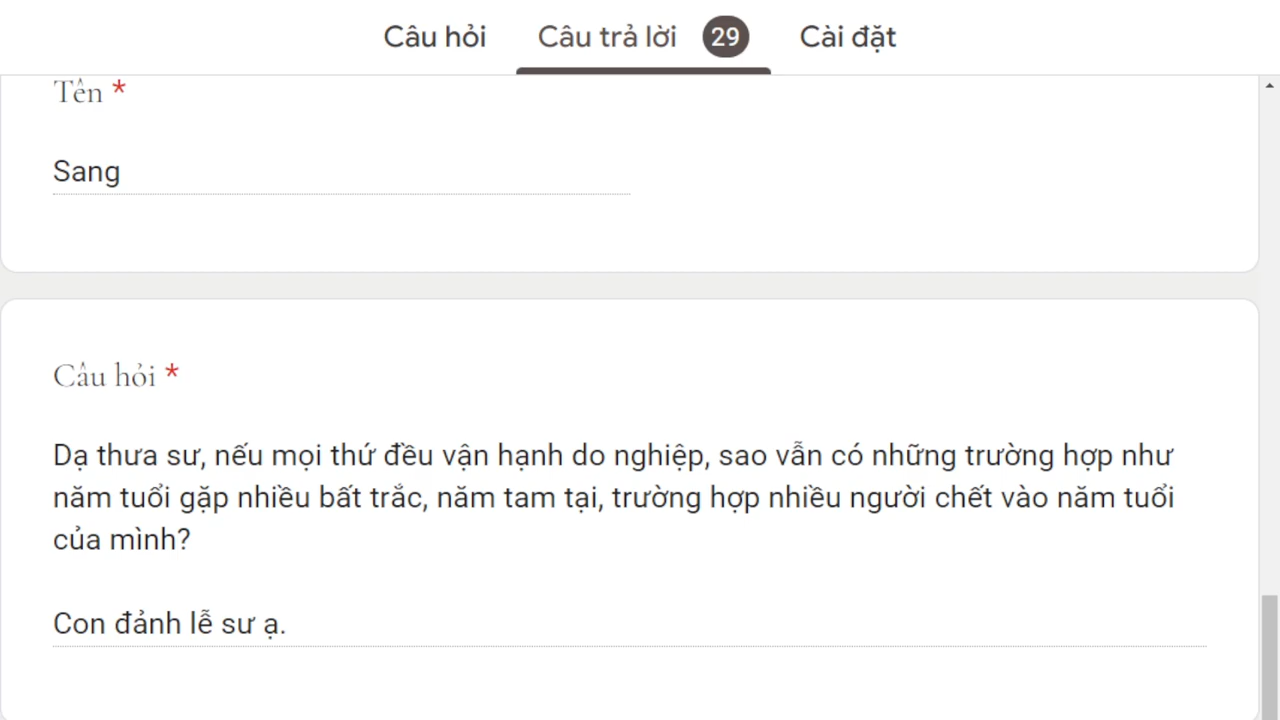 Câu hỏi Câu trả lời 29 Cài đặt
Tên *
Sang
Câu hỏi *
Dạ thưa sư, nếu mọi thứ đều vận hạnh do nghiệp, sao vẫn có những trường hợp như
năm tuổi gặp nhiều bất trắc, năm tam tại, trường hợp nhiều người chết vào năm tuổi
của mình?
Con đảnh lễ sư ạ.